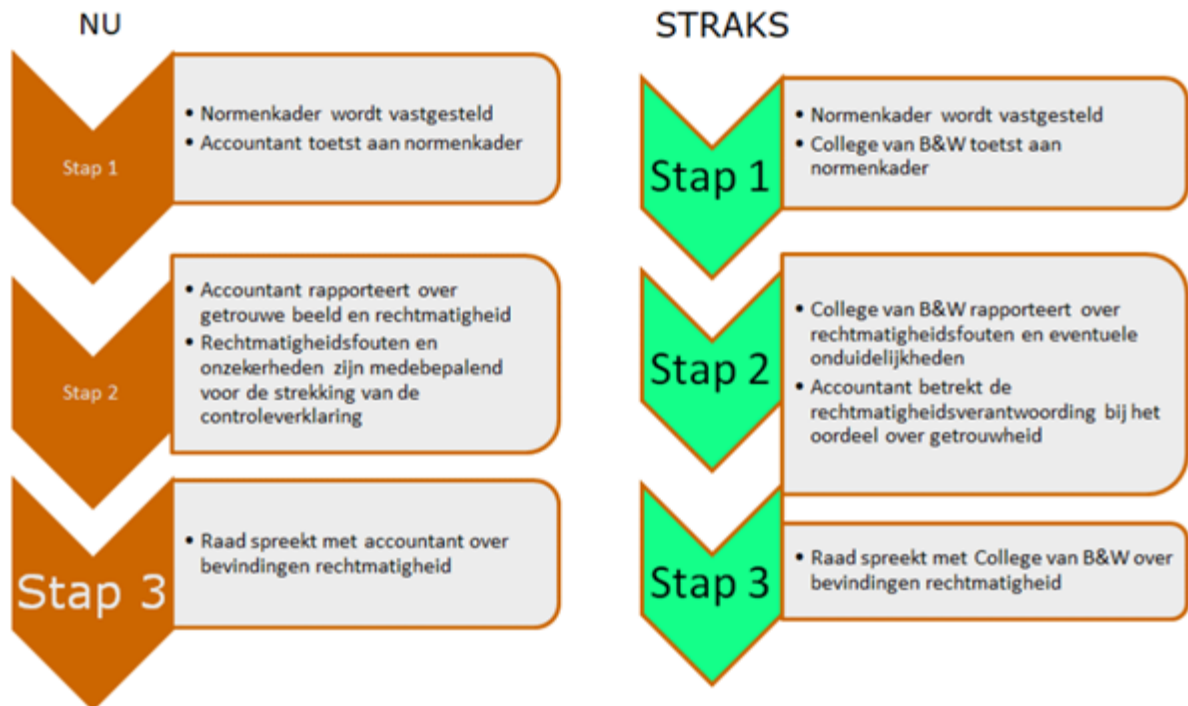 NU
Stap 1
• Normenkader wordt vastgesteld
• Accountant toetst aan normenkader
Stap 2
• Accountant rapporteert over
getrouwe beeld en rechtmatigheid
• Rechtmatigheidsfouten en
onzekerheden zijn medebepalend
voor de strekking van de
controleverklaring
Stap 3
• Raad spreekt met accountant over
bevindingen rechtmatigheid
STRAKS
Stap 1
• Normenkader wordt vastgesteld
• College van B&W toetst aan
normenkader
Stap 2
• College van B&W rapporteert over
rechtmatigheidsfouten en eventuele
onduidelijkheden
• Accountant betrekt de
rechtmatigheidsverantwoording bij het
oordeel over getrouwheid
Stap 3
• Raad spreekt met College van B&W over
bevindingen rechtmatigheid